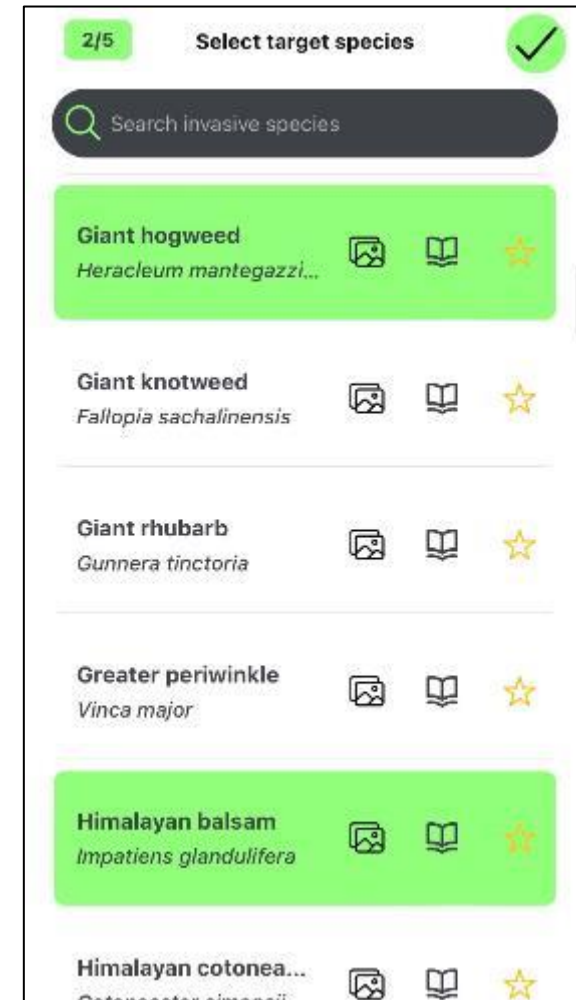 2/5
Select target species
Search invasive species
Giant hogweed
Heracleum mantegazzi...
Giant knotweed
Fallopia sachalinensis
Giant rhubarb
Gunnera tinctoria
Greater periwinkle
Vinca major
Himalayan balsam
Impatiens glandulifera
Himalayan cotonea...